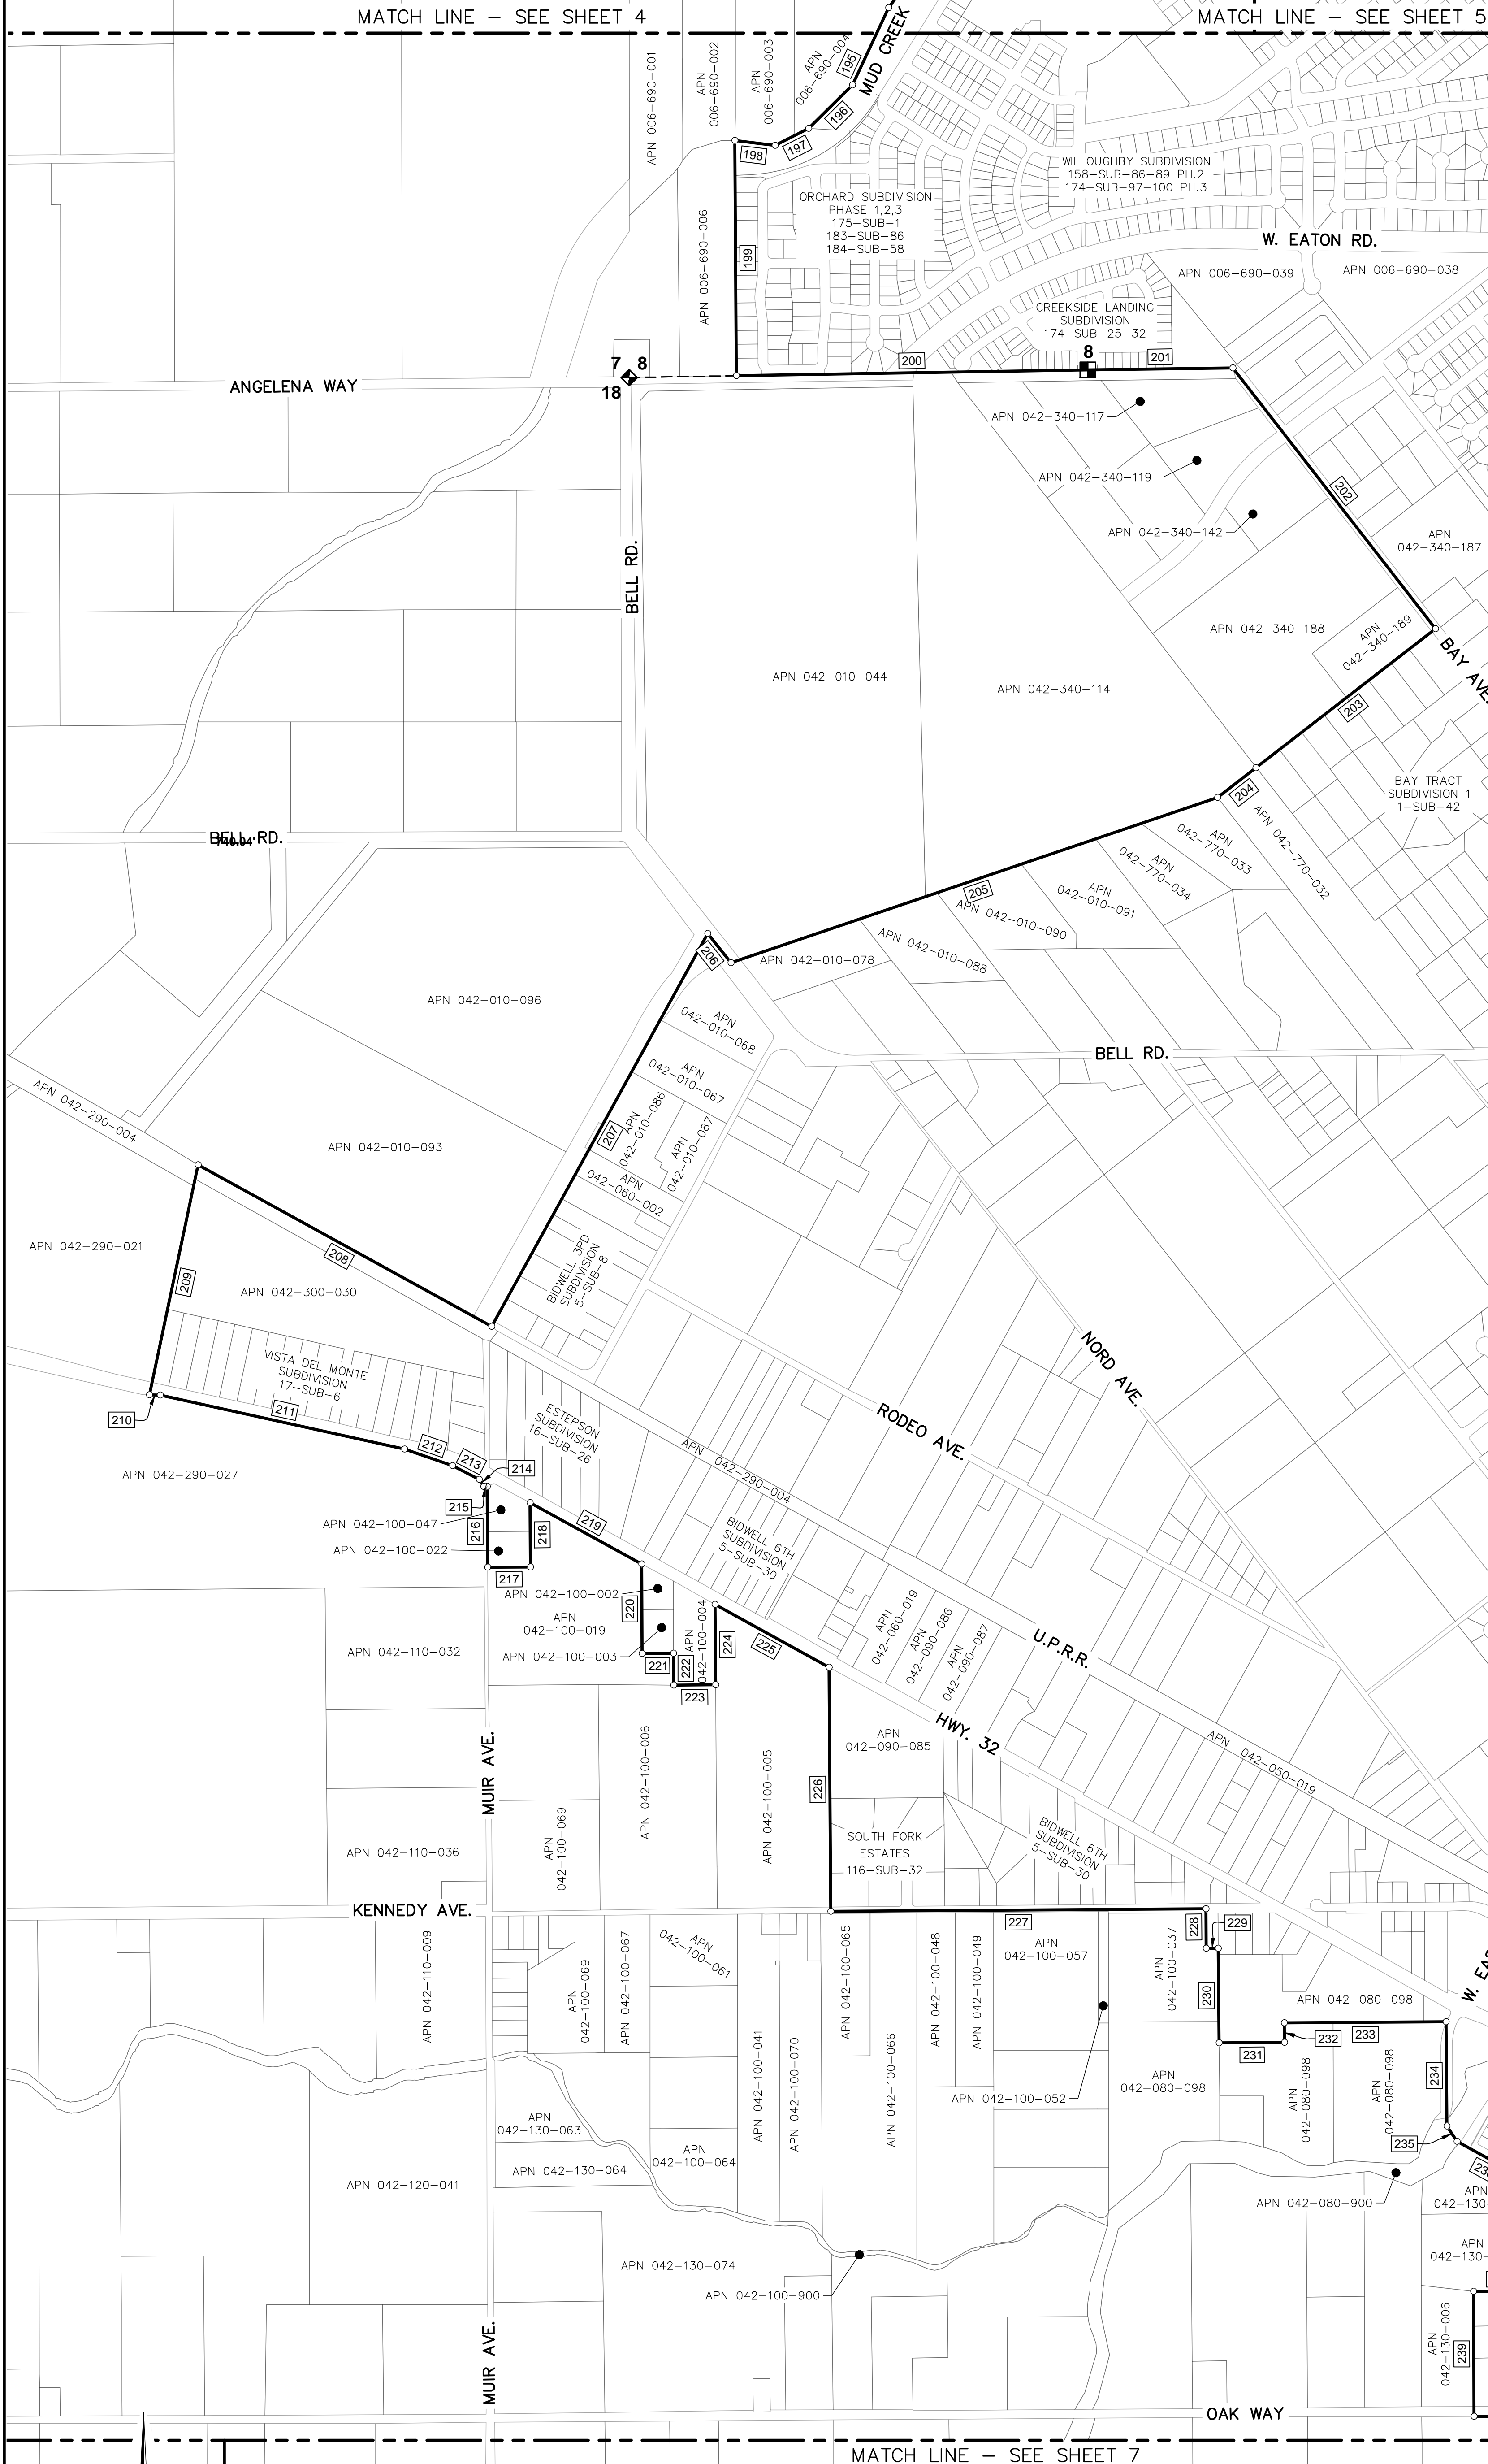 MATCH LINE – SEE SHEET 4
MATCH LINE – SEE SHEET 5
APN 006–690–001
APN
006–690–002
APN
006–690–003
APN
006–690–004
195
MUD CREEK
196
197
198
WILLOUGHBY SUBDIVISION
158–SUB–86–89 PH.2
174–SUB–97–100 PH.3
ORCHARD SUBDIVISION
PHASE 1,2,3
175–SUB–1
183–SUB–86
184–SUB–58
W. EATON RD.
APN 006–690–006
199
APN 006–690–039
APN 006–690–038
CREEKSIDE LANDING
SUBDIVISION
174–SUB–25–32
7 8
18
200
8
201
ANGELENA WAY
APN 042–340–117
APN 042–340–119
202
APN 042–340–142
APN
042–340–187
BELL RD.
APN 042–340–188
APN
042–340–189
BAY AVE.
APN 042–010–044
APN 042–340–114
203
204
BAY TRACT
SUBDIVISION 1
1–SUB–42
BELL RD.
740.04'
APN
042–770–033
APN 042–770–032
APN
042–770–034
205
APN
042–010–091
APN 042–010–090
APN 042–010–088
APN 042–010–078
206
APN 042–010–096
APN
042–010–068
BELL RD.
APN
042–010–067
APN 042–290–004
APN 042–010–093
207
APN
042–010–086
APN
042–010–087
APN
042–060–002
APN 042–290–021
208
209
APN 042–300–030
BIDWELL 3RD
SUBDIVISION
5–SUB–8
VISTA DEL MONTE
SUBDIVISION
17–SUB–6
NORD AVE.
210
211
ESTERSON
SUBDIVISION
16–SUB–26
RODEO AVE.
212
213
214
APN 042–290–004
APN 042–290–027
215
216
APN 042–100–047
APN 042–100–022
217
218
219
BIDWELL 6TH
SUBDIVISION
5–SUB–30
APN 042–100–002
APN
042–100–019
220
APN
042–100–004
APN 042–100–003
221
222
223
224
225
APN
042–060–019
APN
042–090–086
APN
042–090–087
U.P.R.R.
APN 042–110–032
HWY. 32
APN
042–090–085
MUIR AVE.
APN 042–100–006
APN 042–100–005
226
APN 042–050–019
APN 042–110–036
APN
042–100–069
SOUTH FORK
ESTATES
116–SUB–32
BIDWELL 6TH
SUBDIVISION
5–SUB–30
KENNEDY AVE.
227
228
229
APN 042–110–009
APN
042–100–069
APN 042–100–067
APN
042–100–061
APN 042–100–065
APN 042–100–048
APN 042–100–049
APN
042–100–057
APN
042–100–037
230
APN 042–080–098
231
232
233
APN 042–100–041
APN 042–100–070
APN 042–100–066
APN 042–100–052
APN
042–080–098
APN
042–080–098
APN
042–080–098
234
235
APN
042–130–063
APN
042–100–064
APN 042–130–064
APN 042–120–041
APN 042–080–900
APN 042–130–074
APN 042–100–900
APN
042–130–006
239
MUIR AVE.
OAK WAY
MATCH LINE – SEE SHEET 7